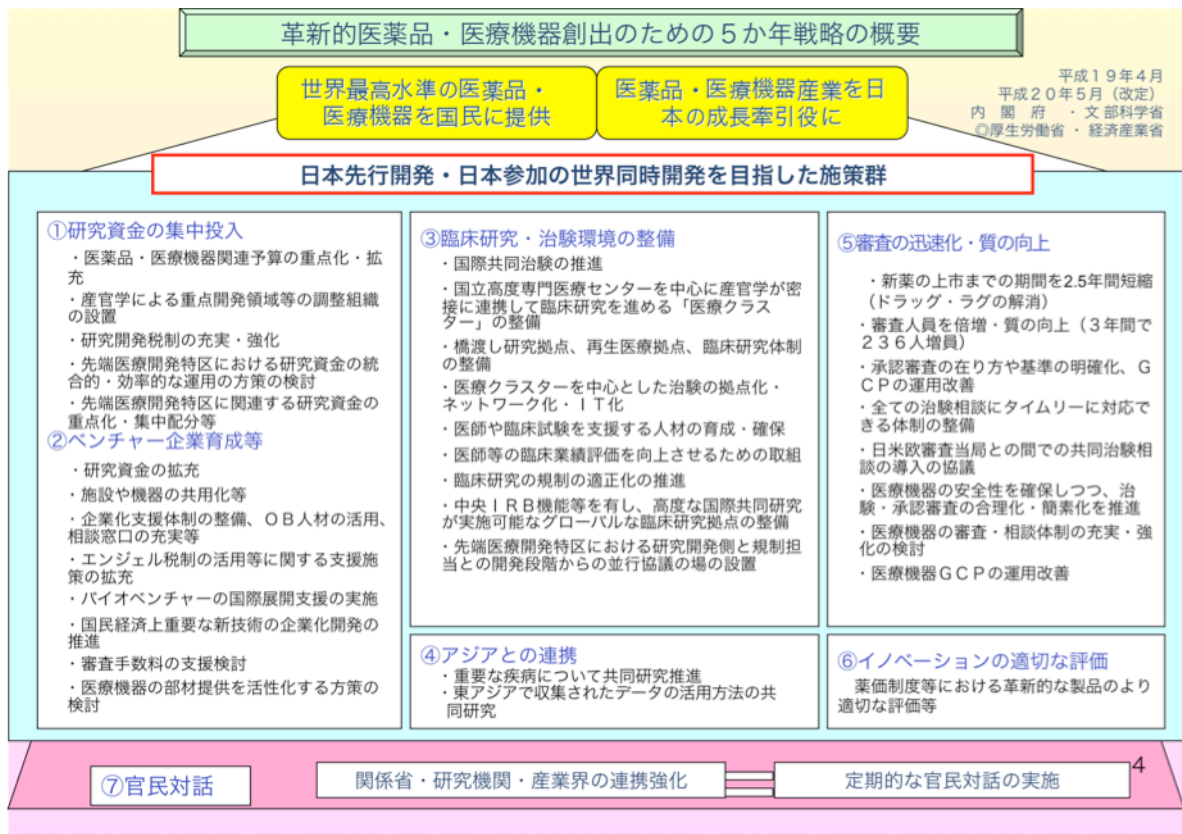 革新的医薬品・医療機器創出のための５か年戦略の概要
世界最高水準の医薬品・
医療機器を国民に提供
医薬品・医療機器産業を日
本の成長牽引役に
平成１９年４月
平成２０年５月（改定）
内 閣 府 ・文部科学省
◎厚生労働省 ・ 経済産業省
日本先行開発・日本参加の世界同時開発を目指した施策群
①研究資金の集中投入
・医薬品・医療機器関連予算の重点化・拡
充
・産官学による重点開発領域等の調整組織
の設置
・研究開発税制の充実・強化
・先端医療開発特区における研究資金の統
合的・効率的な運用の方策の検討
・先端医療開発特区に関連する研究資金の
重点化・集中配分等
②ベンチャー企業育成等
・研究資金の拡充
・施設や機器の共用化等
・企業化支援体制の整備、ＯＢ人材の活用、
相談窓口の充実等
・エンジェル税制の活用等に関する支援施
策の拡充
・バイオベンチャーの国際展開支援の実施
・国民経済上重要な新技術の企業化開発の
推進
・審査手数料の支援検討
・医療機器の部材提供を活性化する方策の
検討
③臨床研究・治験環境の整備
・国際共同治験の推進
・国立高度専門医療センターを中心に産官学が密
接に連携して臨床研究を進める「医療クラス
ター」の整備
・橋渡し研究拠点、再生医療拠点、臨床研究体制
の整備
・医療クラスターを中心とした治験の拠点化・
ネットワーク化・ＩＴ化
・医師や臨床試験を支援する人材の育成・確保
・医師等の臨床業績評価を向上させるための取組
・臨床研究の規制の適正化の推進
・中央ＩＲＢ機能等を有し、高度な国際共同研究
が実施可能なグローバルな臨床研究拠点の整備
・先端医療開発特区における研究開発側と規制担
当との開発段階からの並行協議の場の設置
④アジアとの連携
・重要な疾病について共同研究推進
・東アジアで収集されたデータの活用方法の共
同研究
⑤審査の迅速化・質の向上
・新薬の上市までの期間を2.5年間短縮
（ドラッグ・ラグの解消）
・審査人員を倍増・質の向上（３年間で
２３６人増員）
・承認審査の在り方や基準の明確化、Ｇ
ＣＰの運用改善
・全ての治験相談にタイムリーに対応で
きる体制の整備
・日米欧審査当局との間での共同治験相
談の導入の協議
・医療機器の安全性を確保しつつ、治
験・承認審査の合理化・簡素化を推進
・医療機器の審査・相談体制の充実・強
化の検討
・医療機器ＧＣＰの運用改善
⑥イノベーションの適切な評価
薬価制度等における革新的な製品のより
適切な評価等
⑦官民対話
関係省・研究機関・産業界の連携強化
定期的な官民対話の実施
4